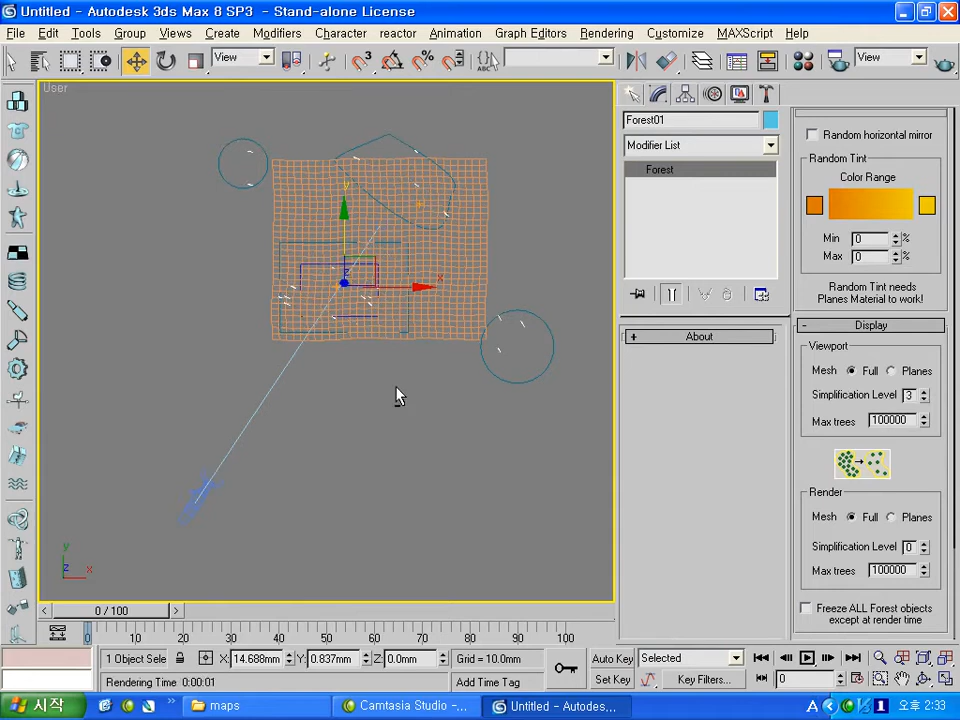 Untitled - Autodesk 3ds Max 8 SP3 - Stand-alone License
File Edit Tools Group Views Create Modifiers Character reactor Animation Graph Editors Rendering Customize MAXScript Help
View
View
User
Forest01
Modifier List
Forest
About
Random horizontal mirror
Random Tint
Color Range
Min 0 %
Max 0 %
Random Tint needs
Planes Material to work!
- Display
Viewport
Mesh Full Planes
Simplification Level 3
Max trees 100000
Render
Mesh Full Planes
Simplification Level 0
Max trees 100000
Freeze ALL Forest objects
except at render time
y
x
z
y
z
x
0 / 100
0 10 20 30 40 50 60 70 80 90 100
1 Object Sele X: 14.688mm Y: 0.837mm Z: 0.0mm Grid = 10.0mm
Rendering Time 0:00:01 Add Time Tag
Auto Key Selected
Set Key Key Filters... 0
시작 maps Camtasia Studio - ... Untitled - Autodes... A 오후 2:33